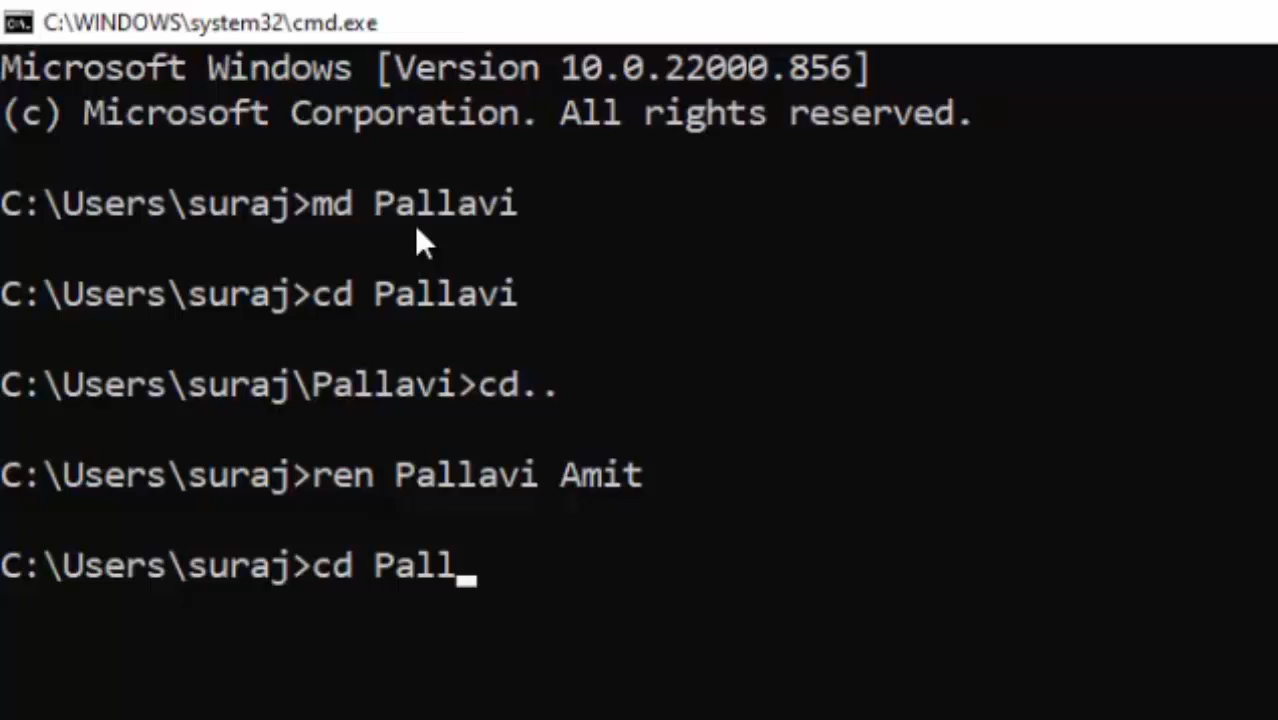 C:\WINDOWS\system32\cmd.exe
Microsoft Windows [Version 10.0.22000.856]
(c) Microsoft Corporation. All rights reserved.
C:\Users\suraj>md Pallavi
C:\Users\suraj>cd Pallavi
C:\Users\suraj\Pallavi>cd..
C:\Users\suraj>ren Pallavi Amit
C:\Users\suraj>cd Pall